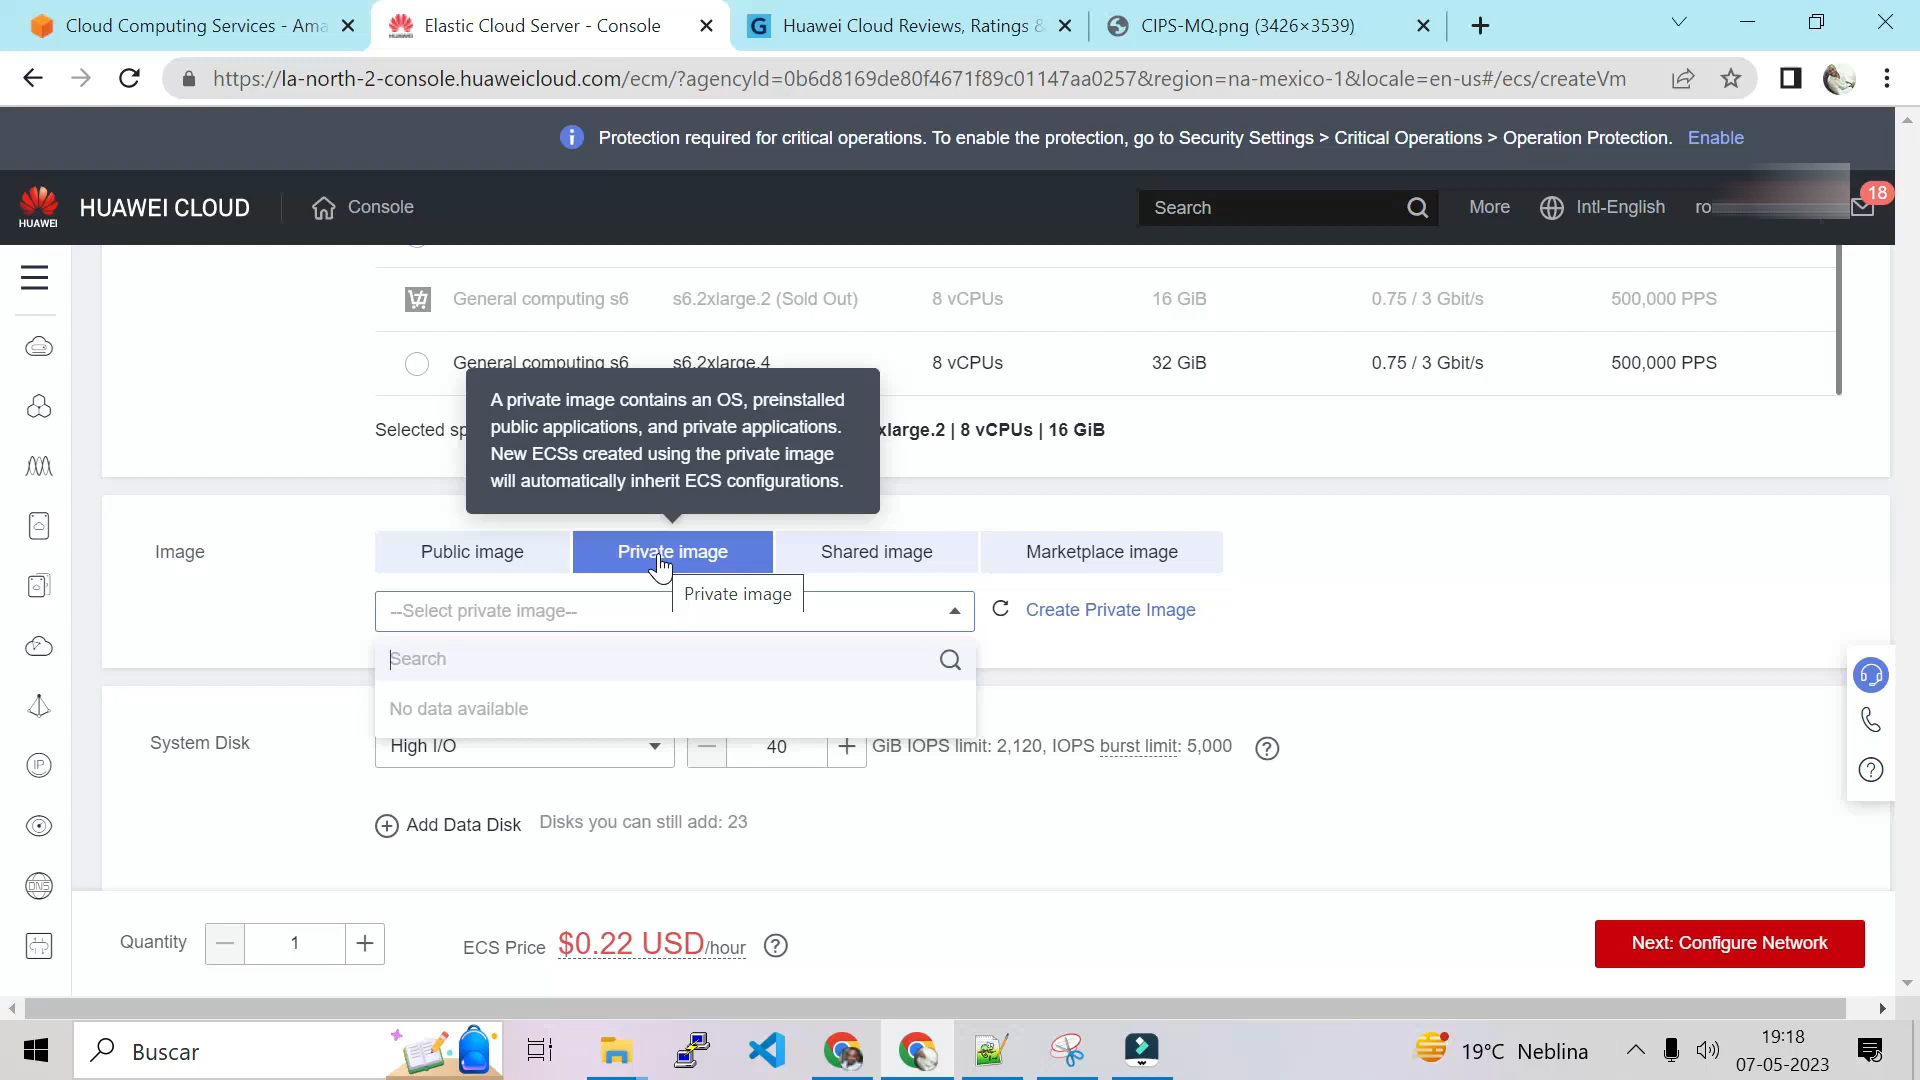 Cloud Computing Services - Ama
Elastic Cloud Server - Console
Huawei Cloud Reviews, Ratings &
CIPS-MQ.png (3426×3539)
https://la-north-2-console.huaweicloud.com/ecm/?agencyId=0b6d8169de80f4671f89c01147aa0257&region=na-mexico-1&locale=en-us#/ecs/createVm
Protection required for critical operations. To enable the protection, go to Security Settings > Critical Operations > Operation Protection. Enable
HUAWEI
HUAWEI CLOUD
Console
Search
More
Intl-English
ro
18
General computing s6 s6.2xlarge.2 (Sold Out) 8 vCPUs 16 GiB 0.75 / 3 Gbit/s 500,000 PPS
General computing s6 s6.2xlarge.4 8 vCPUs 32 GiB 0.75 / 3 Gbit/s 500,000 PPS
A private image contains an OS, preinstalled
public applications, and private applications.
New ECSs created using the private image
will automatically inherit ECS configurations.
Selected sp xlarge.2 | 8 vCPUs | 16 GiB
Image
Public image
Private image
Shared image
Marketplace image
Private image
--Select private image--
Create Private Image
Search
No data available
System Disk
High I/O
40
GiB IOPS limit: 2,120, IOPS burst limit: 5,000
Add Data Disk
Disks you can still add: 23
IP
DNS
Quantity
1
ECS Price $0.22 USD/hour
Next: Configure Network
Buscar
19°C Neblina
19:18
07-05-2023